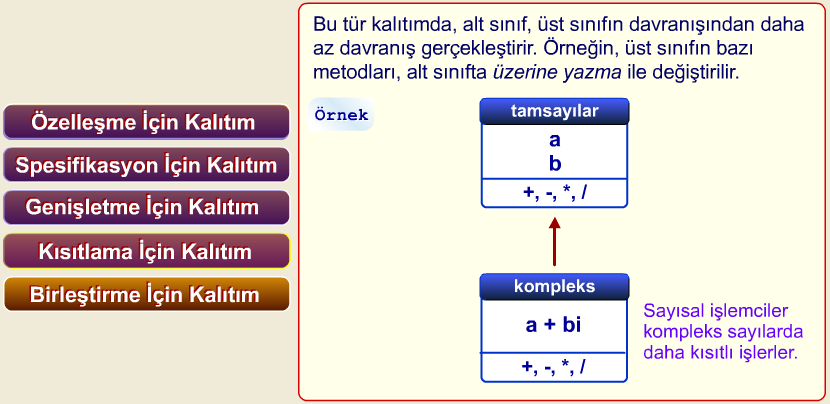 Özelleşme İçin Kalıtım
Spesifikasyon İçin Kalıtım
Genişletme İçin Kalıtım
Kısıtlama İçin Kalıtım
Birleştirme İçin Kalıtım
Bu tür kalıtımda, alt sınıf, üst sınıfın davranışından daha
az davranış gerçekleştirir. Örneğin, üst sınıfın bazı
metodları, alt sınıfta üzerine yazma ile değiştirilir.
Örnek
tamsayılar
a
b
+, -, *, /
kompleks
a + bi
+, -, *, /
Sayısal işlemciler
kompleks sayılarda
daha kısıtlı işlerler.